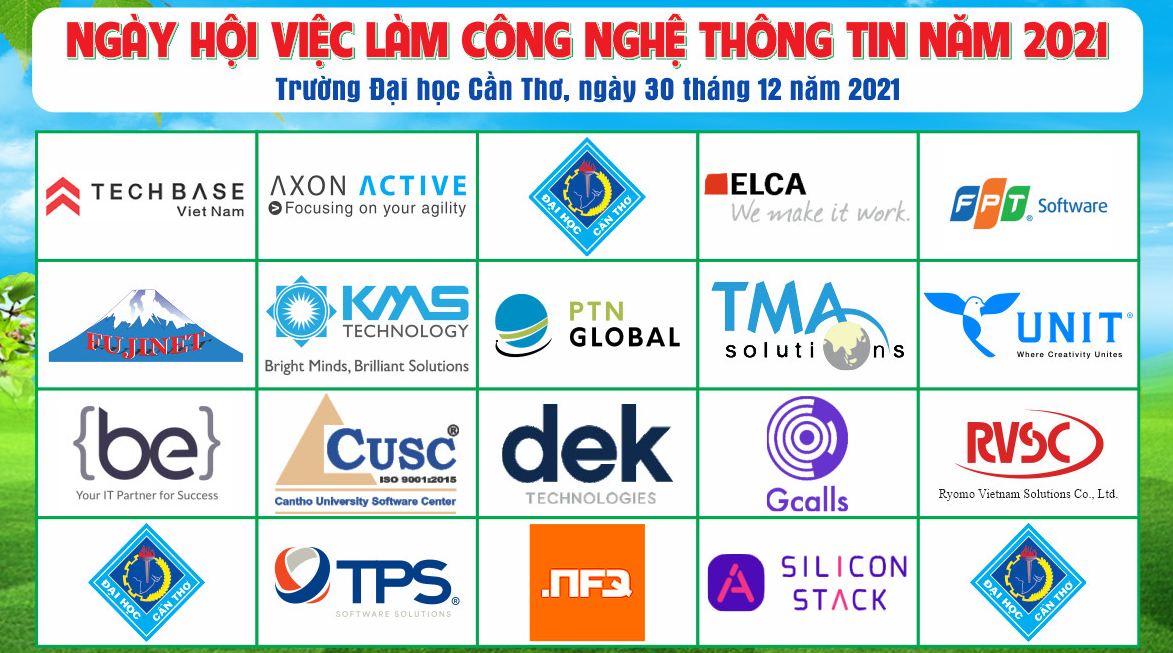 NGÀY HỘI VIỆC LÀM CÔNG NGHỆ THÔNG TIN NĂM 2021
Trường Đại học Cần Thơ, ngày 30 tháng 12 năm 2021
TECHBASE
Viet Nam
AXON ACTIVE
Focusing on your agility
ĐẠI HỌC CẦN THƠ
ELCA
We make it work.
FPT® Software
FUJINET
KMS
TECHNOLOGY
Bright Minds, Brilliant Solutions
PTN
GLOBAL
TMA
solutions
UNIT®
Where Creativity Unites
{be}
Your IT Partner for Success
CUSC®
ISO 9001:2015
Cantho University Software Center
dek
TECHNOLOGIES
Gcalls
RVSC
Ryomo Vietnam Solutions Co., Ltd.
ĐẠI HỌC CẦN THƠ
TPS®
SOFTWARE SOLUTIONS
.NFQ
SILICON
STACK
ĐẠI HỌC CẦN THƠ